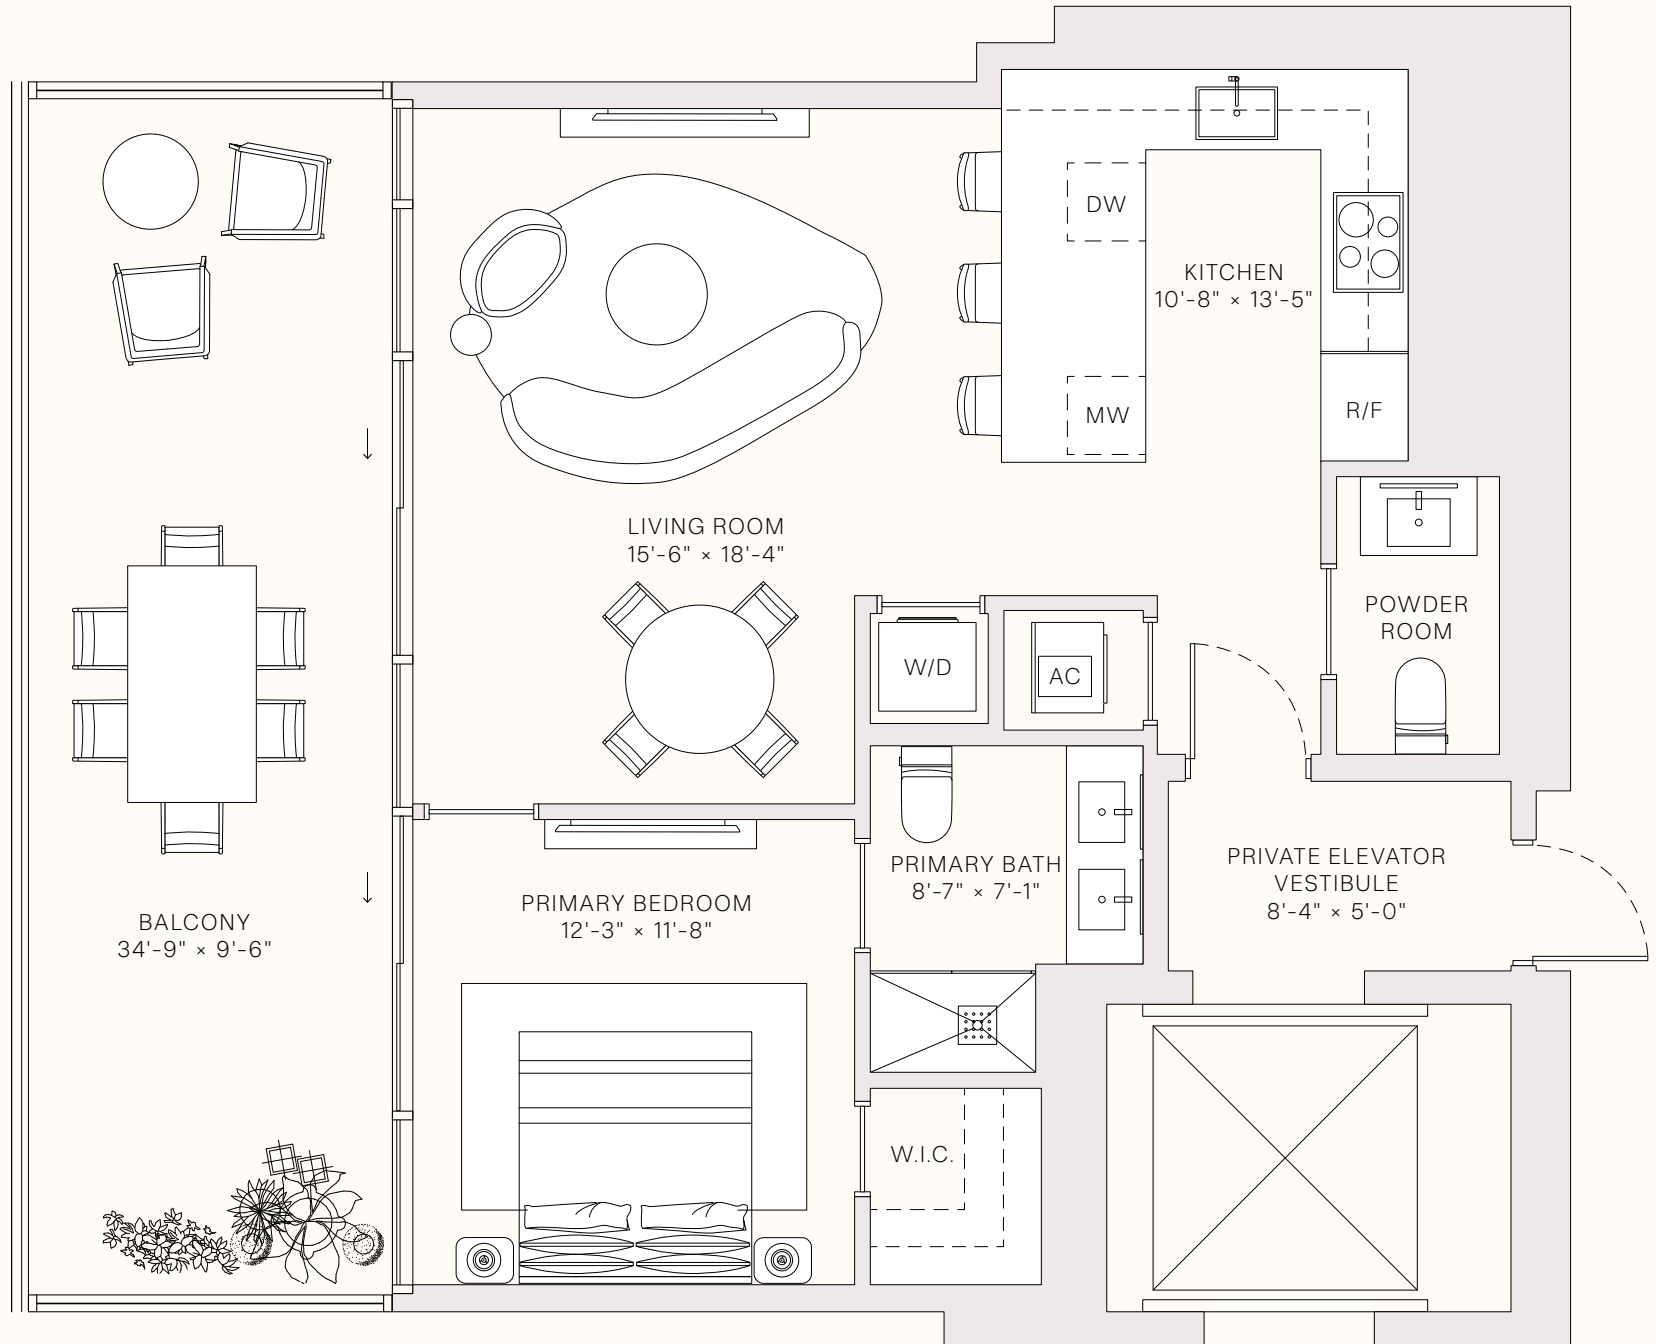 DW
KITCHEN
10'-8" × 13'-5"
MW
R/F
LIVING ROOM
15'-6" × 18'-4"
POWDER
ROOM
W/D
AC
PRIMARY BATH
8'-7" × 7'-1"
PRIVATE ELEVATOR
VESTIBULE
8'-4" × 5'-0"
PRIMARY BEDROOM
12'-3" × 11'-8"
BALCONY
34'-9" × 9'-6"
W.I.C.